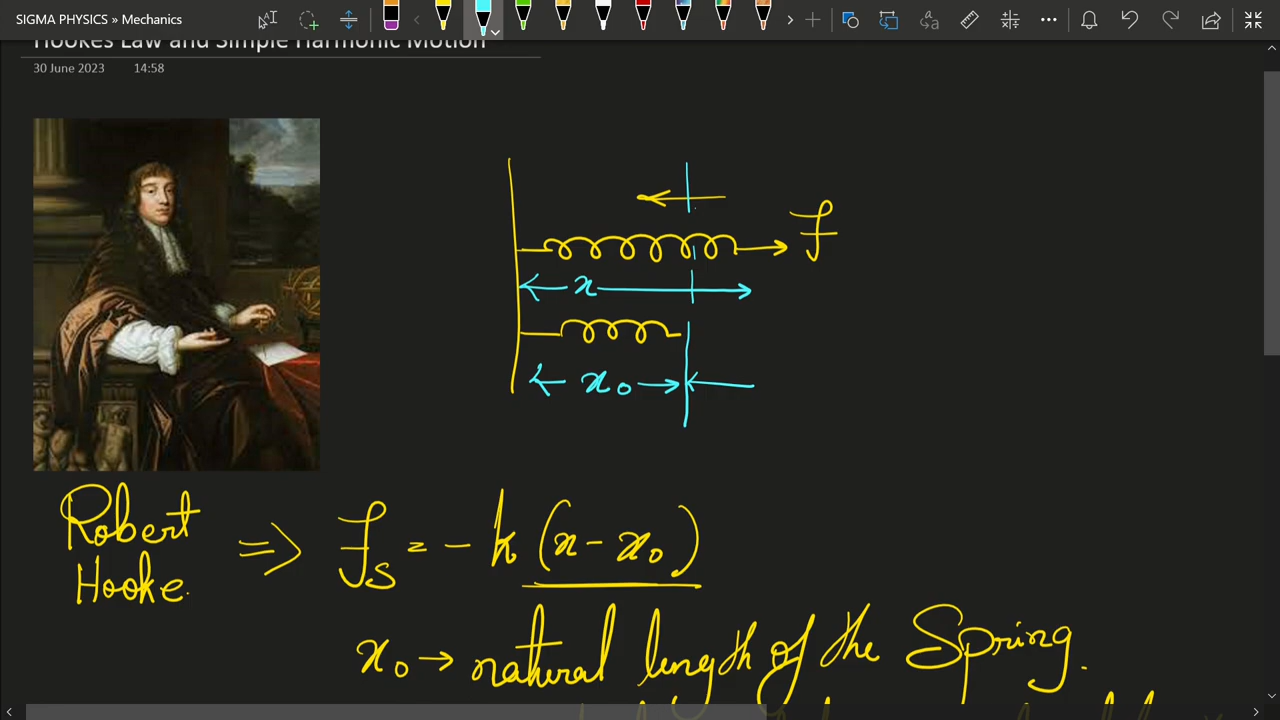 SIGMA PHYSICS » Mechanics
Hookes Law and Simple Harmonic Motion
30 June 2023 14:58
F
x
x₀
Robert
Hooke.
=> Fs = - k (x - x₀)
x₀ → natural length of the Spring.